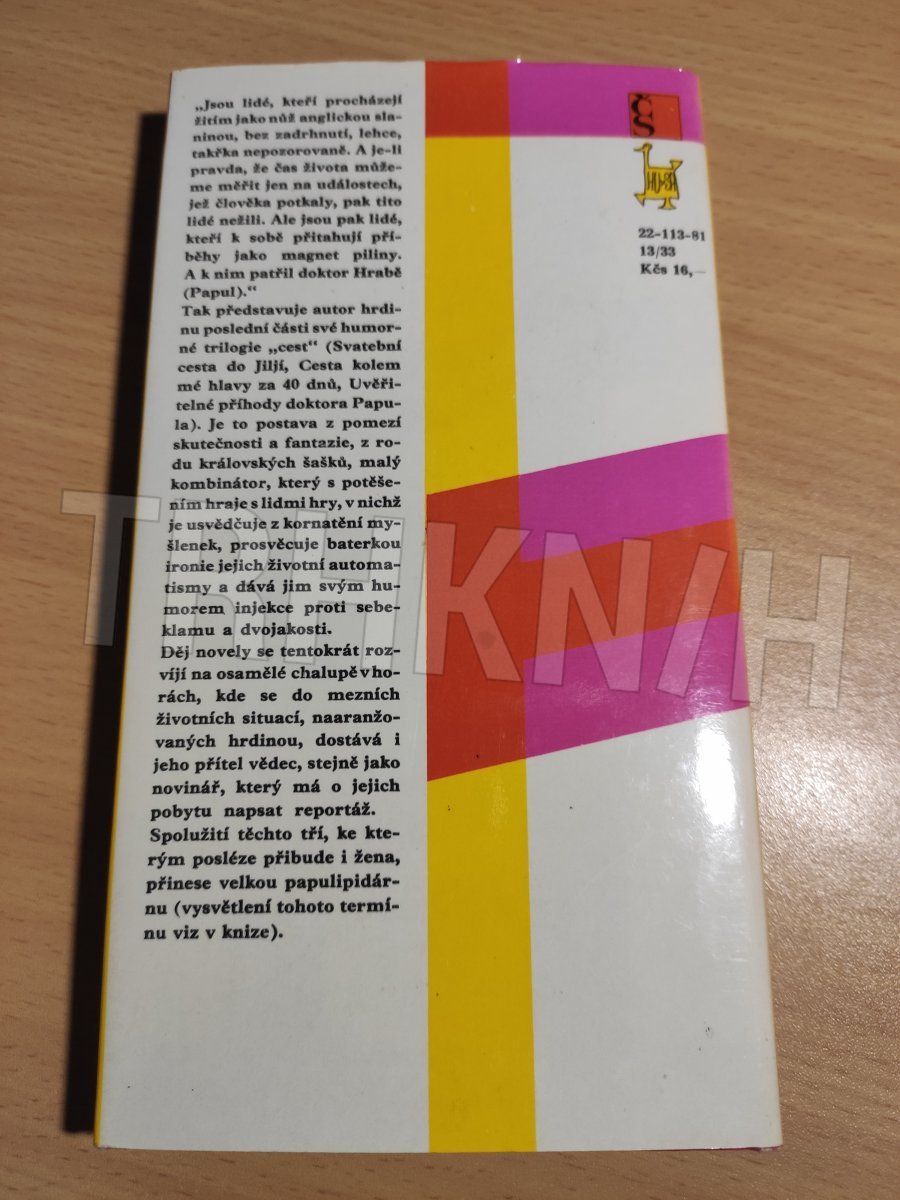 „Jsou lidé, kteří procházejí
žitím jako nůž anglickou sla-
ninou, bez zadrhnutí, lehce,
takřka nepozorovaně. A je-li
pravda, že čas života může-
me měřit jen na událostech,
jež člověka potkaly, pak tito
lidé nežili. Ale jsou pak lidé,
kteří k sobě přitahují pří-
běhy jako magnet piliny.
A k nim patřil doktor Hrabě
(Papul).“
Tak představuje autor hrdi-
nu poslední části své humor-
né trilogie „cest“ (Svatební
cesta do Jiljí, Cesta kolem
mé hlavy za 40 dnů, Uvěři-
telné příhody doktora Papu-
la). Je to postava z pomezí
skutečnosti a fantazie, z ro-
du královských šašků, malý
kombinátor, který s potěše-
ním hraje s lidmi hry, v nichž
je usvědčuje z kornatění my-
šlenek, prosvěcuje baterkou
ironie jejich životní automa-
tismy a dává jim svým hu-
morem injekce proti sebe-
klamu a dvojakosti.
Děj novely se tentokrát roz-
víjí na osamělé chalupě v ho-
rách, kde se do mezních
životních situací, naaranžo-
vaných hrdinou, dostává i
jeho přítel vědec, stejně jako
novinář, který má o jejich
pobytu napsat reportáž.
Spolužití těchto tří, ke kte-
rým posléze přibude i žena,
přinese velkou papulipidár-
nu (vysvětlení tohoto termí-
nu viz v knize).
ČS
HU+SA
22-113-81
13/33
Kčs 16,–
TRHKNIH